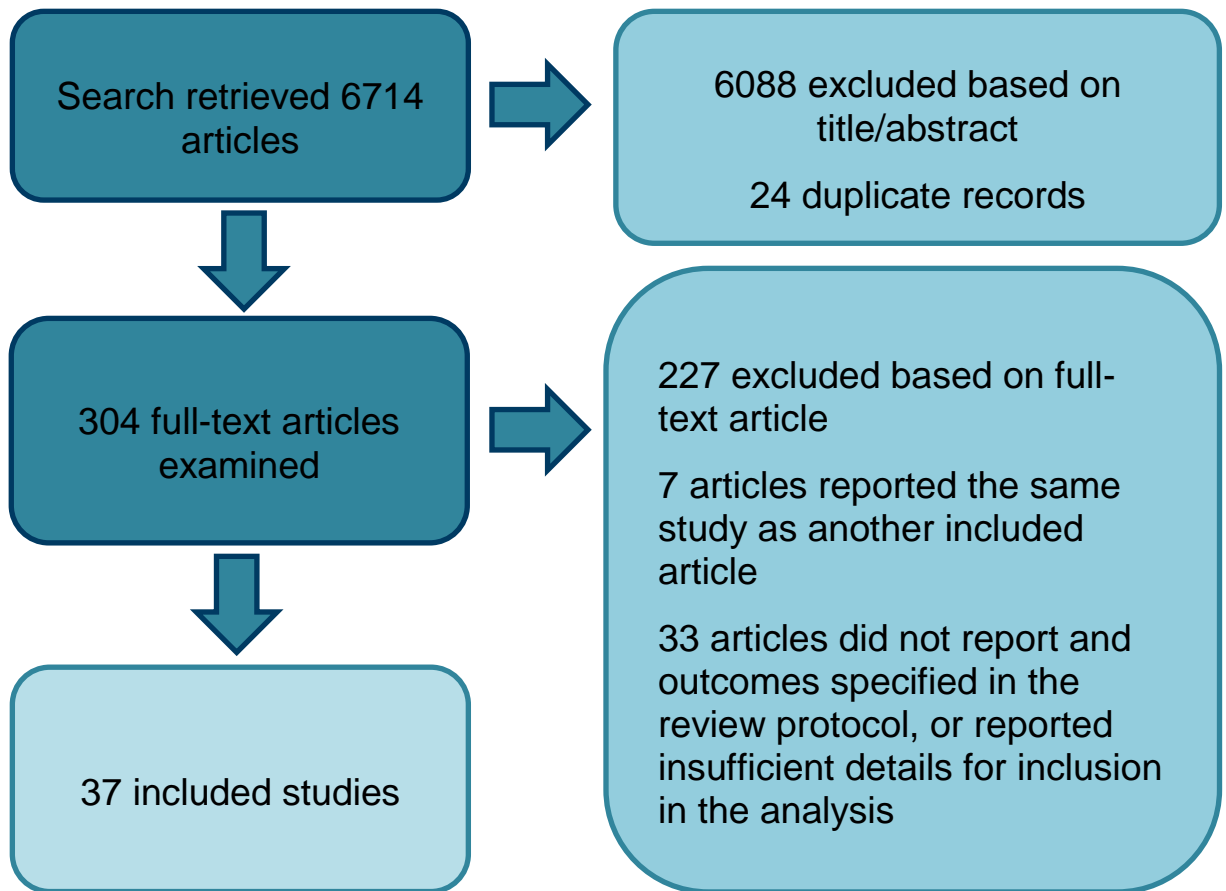 Search retrieved 6714
articles
6088 excluded based on
title/abstract
24 duplicate records
304 full-text articles
examined
227 excluded based on full-
text article
7 articles reported the same
study as another included
article
33 articles did not report and
outcomes specified in the
review protocol, or reported
insufficient details for inclusion
in the analysis
37 included studies